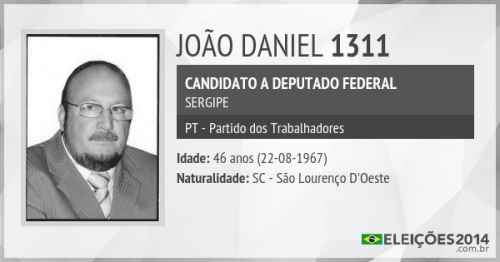 JOÃO DANIEL 1311
CANDIDATO A DEPUTADO FEDERAL
SERGIPE
PT - Partido dos Trabalhadores
Idade: 46 anos (22-08-1967)
Naturalidade: SC - São Lourenço D'Oeste
ELEIÇÕES2014
.com.br